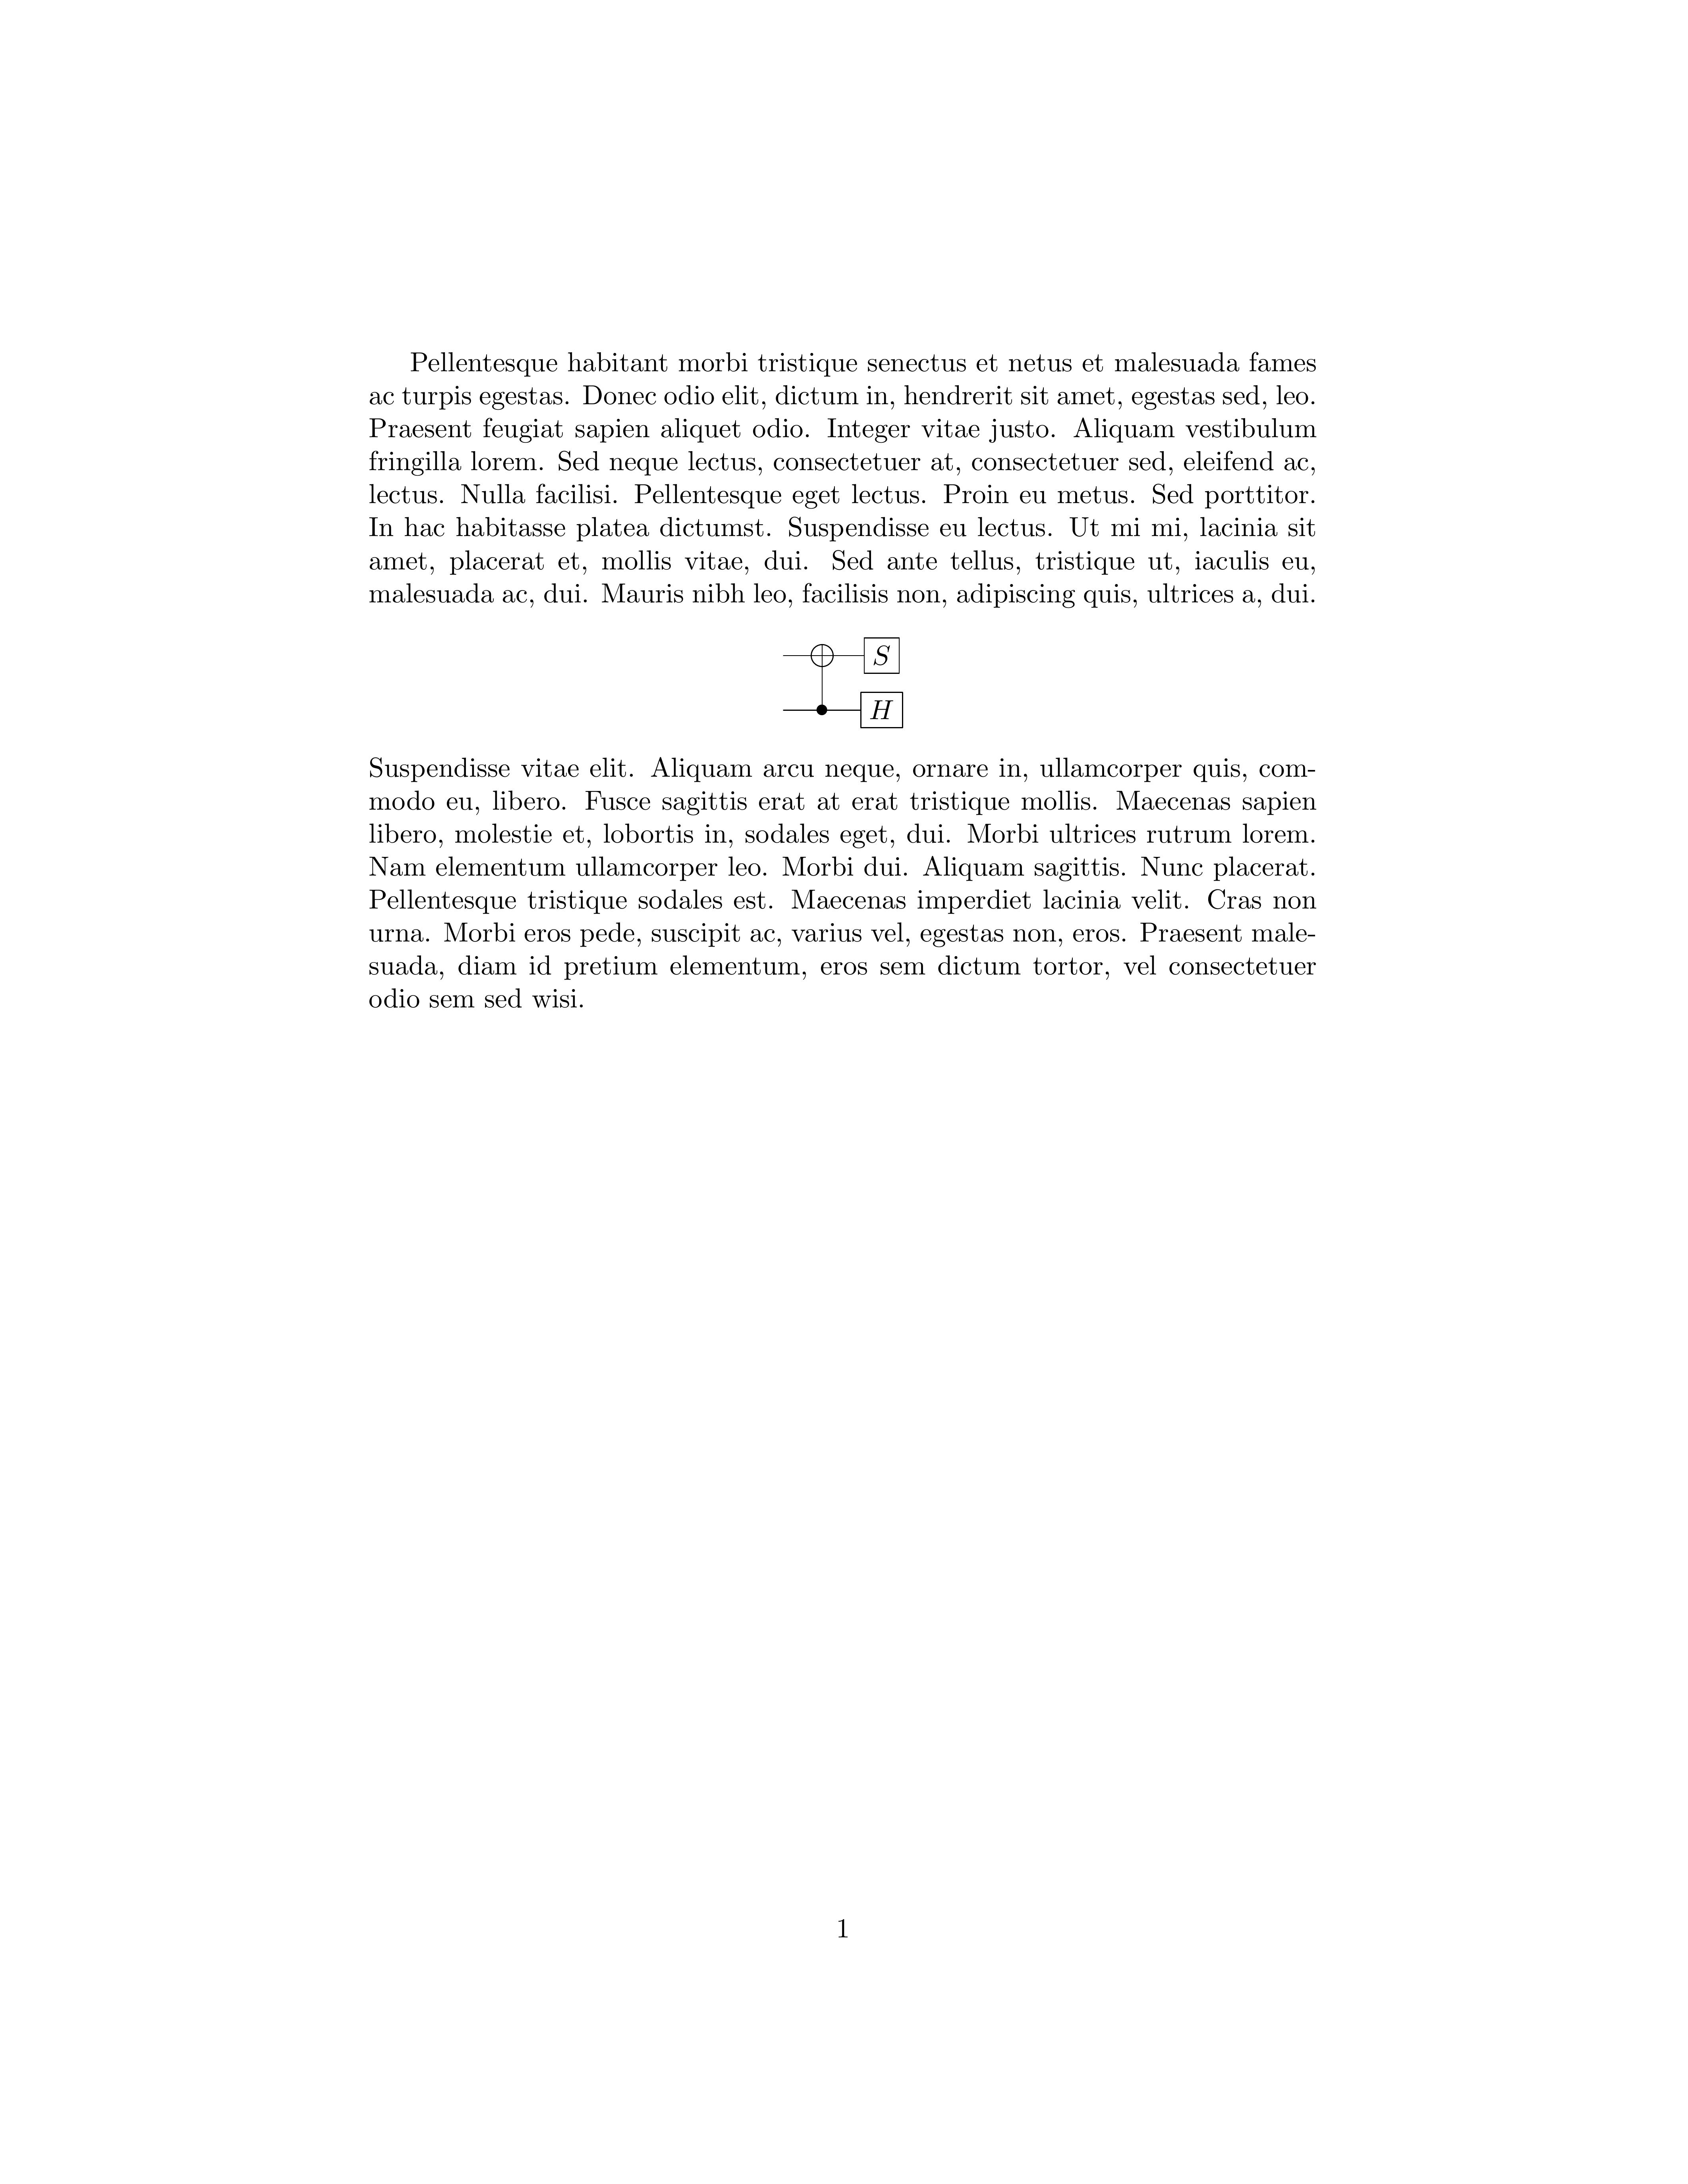 Pellentesque habitant morbi tristique senectus et netus et malesuada fames
ac turpis egestas. Donec odio elit, dictum in, hendrerit sit amet, egestas sed, leo.
Praesent feugiat sapien aliquet odio. Integer vitae justo. Aliquam vestibulum
fringilla lorem. Sed neque lectus, consectetuer at, consectetuer sed, eleifend ac,
lectus. Nulla facilisi. Pellentesque eget lectus. Proin eu metus. Sed porttitor.
In hac habitasse platea dictumst. Suspendisse eu lectus. Ut mi mi, lacinia sit
amet, placerat et, mollis vitae, dui. Sed ante tellus, tristique ut, iaculis eu,
malesuada ac, dui. Mauris nibh leo, facilisis non, adipiscing quis, ultrices a, dui.
S
H
Suspendisse vitae elit. Aliquam arcu neque, ornare in, ullamcorper quis, com-
modo eu, libero. Fusce sagittis erat at erat tristique mollis. Maecenas sapien
libero, molestie et, lobortis in, sodales eget, dui. Morbi ultrices rutrum lorem.
Nam elementum ullamcorper leo. Morbi dui. Aliquam sagittis. Nunc placerat.
Pellentesque tristique sodales est. Maecenas imperdiet lacinia velit. Cras non
urna. Morbi eros pede, suscipit ac, varius vel, egestas non, eros. Praesent male-
suada, diam id pretium elementum, eros sem dictum tortor, vel consectetuer
odio sem sed wisi.
1